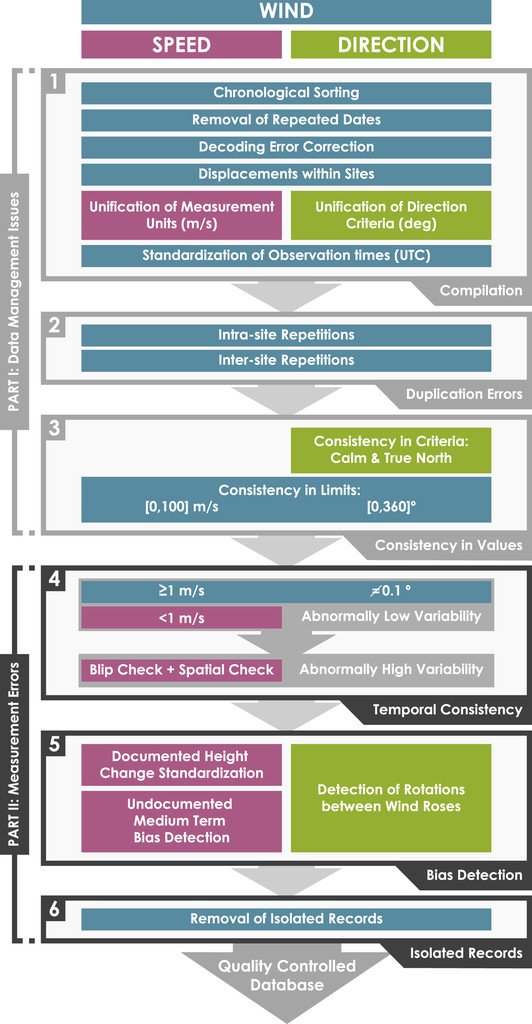 WIND
SPEED
DIRECTION
PART I: Data Management Issues
1
Chronological Sorting
Removal of Repeated Dates
Decoding Error Correction
Displacements within Sites
Unification of Measurement
Units (m/s)
Unification of Direction
Criteria (deg)
Standardization of Observation times (UTC)
Compilation
2
Intra-site Repetitions
Inter-site Repetitions
Duplication Errors
3
Consistency in Criteria:
Calm & True North
Consistency in Limits:
[0,100] m/s
[0,360]º
Consistency in Values
PART II: Measurement Errors
4
≥1 m/s
≠0.1 º
<1 m/s
Abnormally Low Variability
Blip Check + Spatial Check
Abnormally High Variability
Temporal Consistency
5
Documented Height
Change Standardization
Undocumented
Medium Term
Bias Detection
Detection of Rotations
between Wind Roses
Bias Detection
6
Removal of Isolated Records
Isolated Records
Quality Controlled
Database